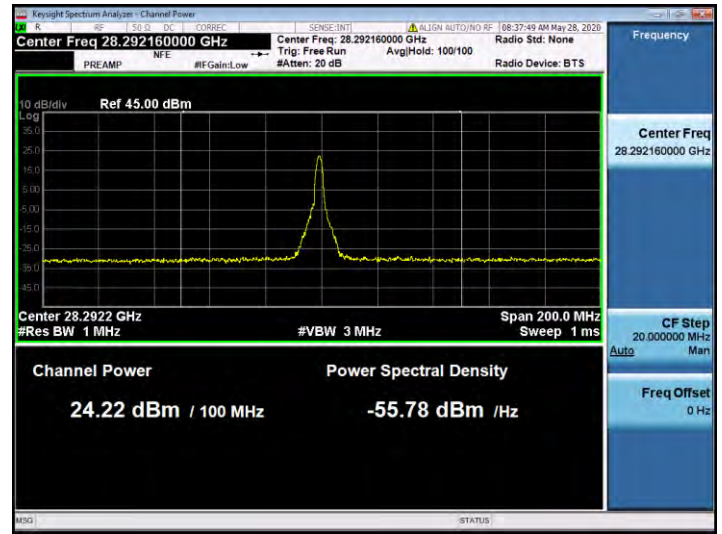 Keysight Spectrum Analyzer - Channel Power
R RF 50 Ω DC CORREC SENSE:INT ALIGN AUTO/NO RF 08:37:49 AM May 28, 2020
Center Freq 28.292160000 GHz
Center Freq: 28.292160000 GHz Radio Std: None
NFE Trig: Free Run Avg|Hold: 100/100
PREAMP #IFGain:Low #Atten: 20 dB Radio Device: BTS
Frequency
10 dB/div Ref 45.00 dBm
Log
35.0
25.0
15.0
5.00
-5.00
-15.0
-25.0
-35.0
-45.0
Center Freq
28.292160000 GHz
Center 28.2922 GHz Span 200.0 MHz
#Res BW 1 MHz #VBW 3 MHz Sweep 1 ms
CF Step
20.000000 MHz
Auto Man
Channel Power Power Spectral Density
24.22 dBm / 100 MHz -55.78 dBm /Hz
Freq Offset
0 Hz
MSG STATUS